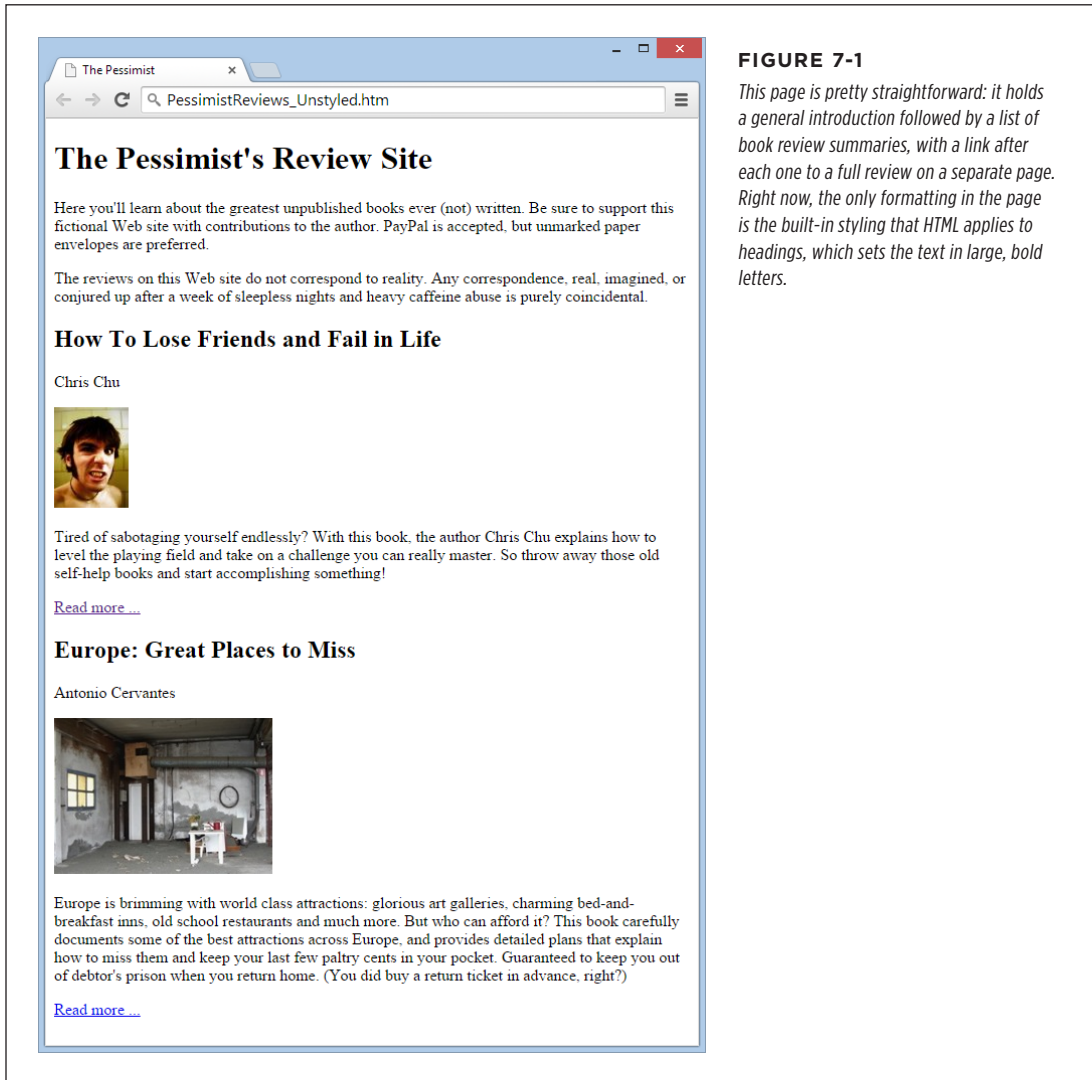 The Pessimist
PessimistReviews_Unstyled.htm
The Pessimist's Review Site
Here you'll learn about the greatest unpublished books ever (not) written. Be sure to support this
fictional Web site with contributions to the author. PayPal is accepted, but unmarked paper
envelopes are preferred.
The reviews on this Web site do not correspond to reality. Any correspondence, real, imagined, or
conjured up after a week of sleepless nights and heavy caffeine abuse is purely coincidental.
How To Lose Friends and Fail in Life
Chris Chu
Tired of sabotaging yourself endlessly? With this book, the author Chris Chu explains how to
level the playing field and take on a challenge you can really master. So throw away those old
self-help books and start accomplishing something!
Read more ...
Europe: Great Places to Miss
Antonio Cervantes
Europe is brimming with world class attractions: glorious art galleries, charming bed-and-
breakfast inns, old school restaurants and much more. But who can afford it? This book carefully
documents some of the best attractions across Europe, and provides detailed plans that explain
how to miss them and keep your last few paltry cents in your pocket. Guaranteed to keep you out
of debtor's prison when you return home. (You did buy a return ticket in advance, right?)
Read more ...
FIGURE 7-1
This page is pretty straightforward: it holds
a general introduction followed by a list of
book review summaries, with a link after
each one to a full review on a separate page.
Right now, the only formatting in the page
is the built-in styling that HTML applies to
headings, which sets the text in large, bold
letters.